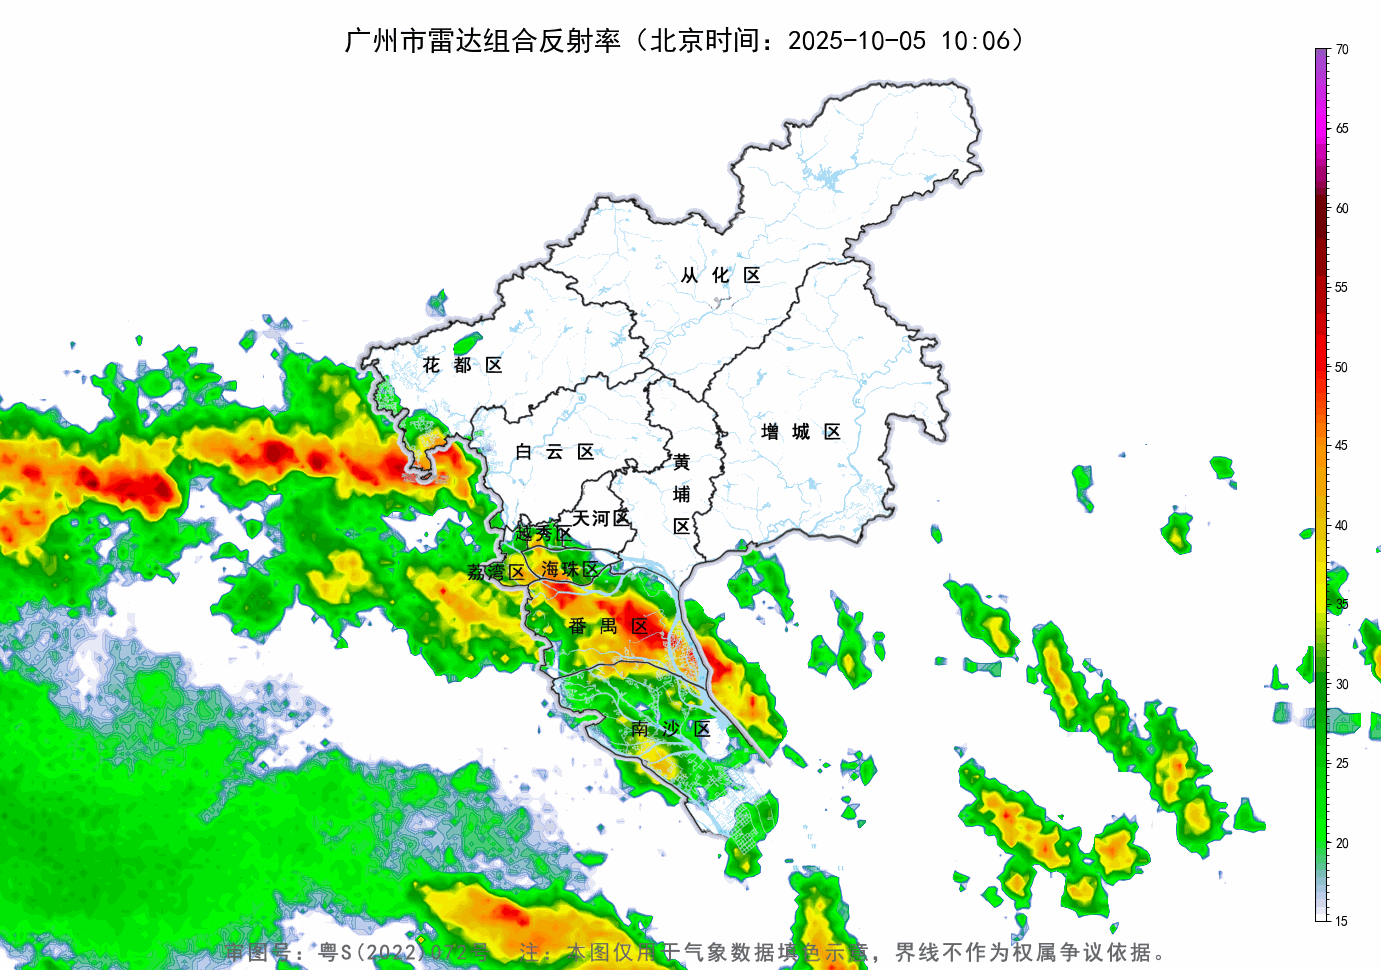 广州市雷达组合反射率（北京时间：2025-10-05 10:06）
70
65
60
55
50
45
40
35
30
25
20
15
从化区
花都区
增城区
白云区
黄埔区
天河区
越秀区
海珠区
荔湾区
番禺区
南沙区
审图号：粤S(2022)072号 注：本图仅用于气象数据填色示意，界线不作为权属争议依据。